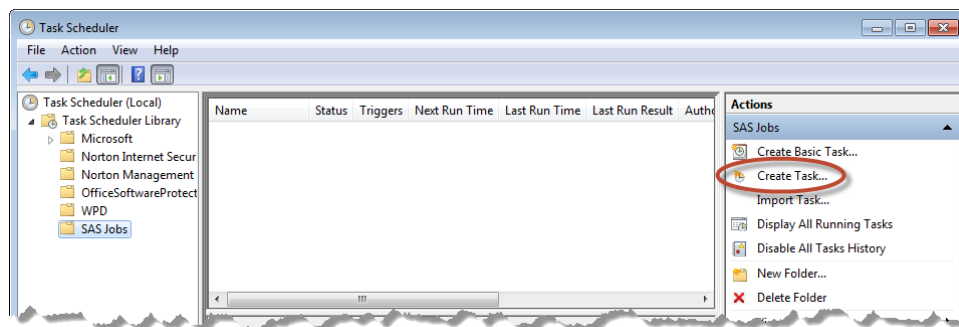 Task Scheduler
File Action View Help
Task Scheduler (Local)
Task Scheduler Library
Microsoft
Norton Internet Secur
Norton Management
OfficeSoftwareProtect
WPD
SAS Jobs
Name Status Triggers Next Run Time Last Run Time Last Run Result Autho
Actions
SAS Jobs
Create Basic Task...
Create Task...
Import Task...
Display All Running Tasks
Disable All Tasks History
New Folder...
Delete Folder